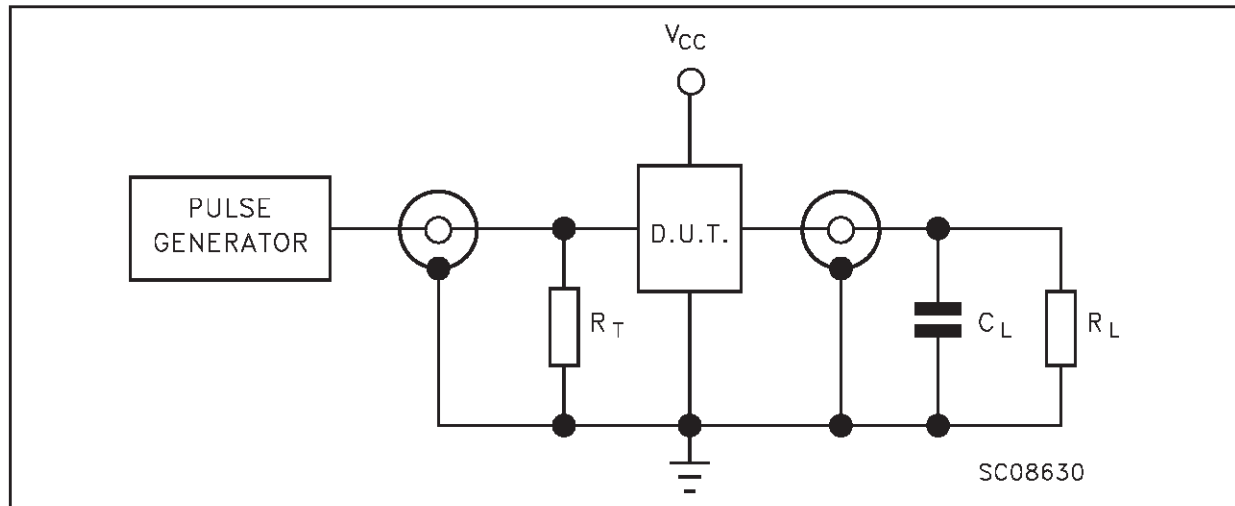 VCC
PULSE
GENERATOR
D.U.T.
RT
CL
RL
SC08630